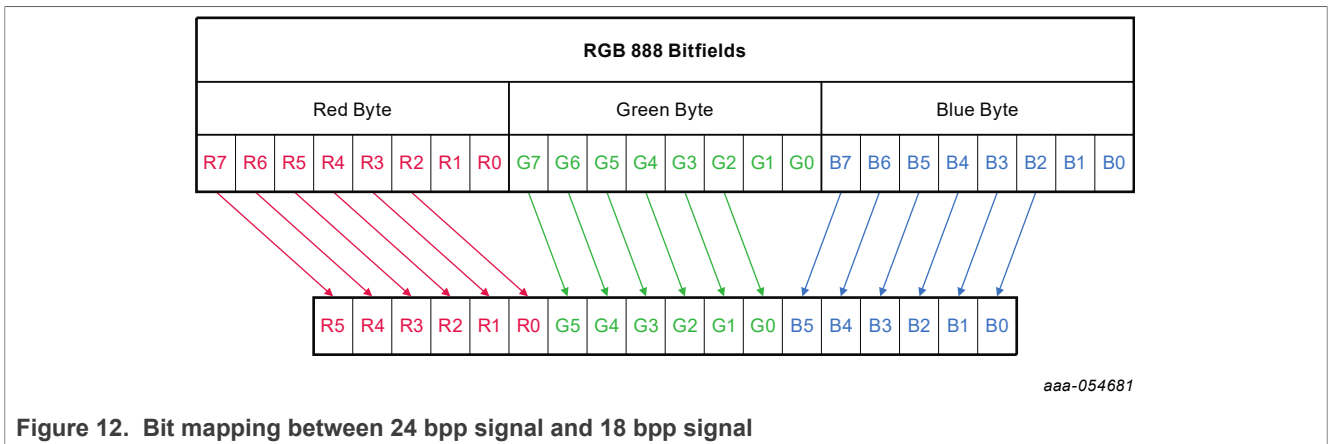 RGB 888 Bitfields
Red Byte Green Byte Blue Byte
R7 R6 R5 R4 R3 R2 R1 R0 G7 G6 G5 G4 G3 G2 G1 G0 B7 B6 B5 B4 B3 B2 B1 B0
R5 R4 R3 R2 R1 R0 G5 G4 G3 G2 G1 G0 B5 B4 B3 B2 B1 B0
aaa-054681
Figure 12. Bit mapping between 24 bpp signal and 18 bpp signal